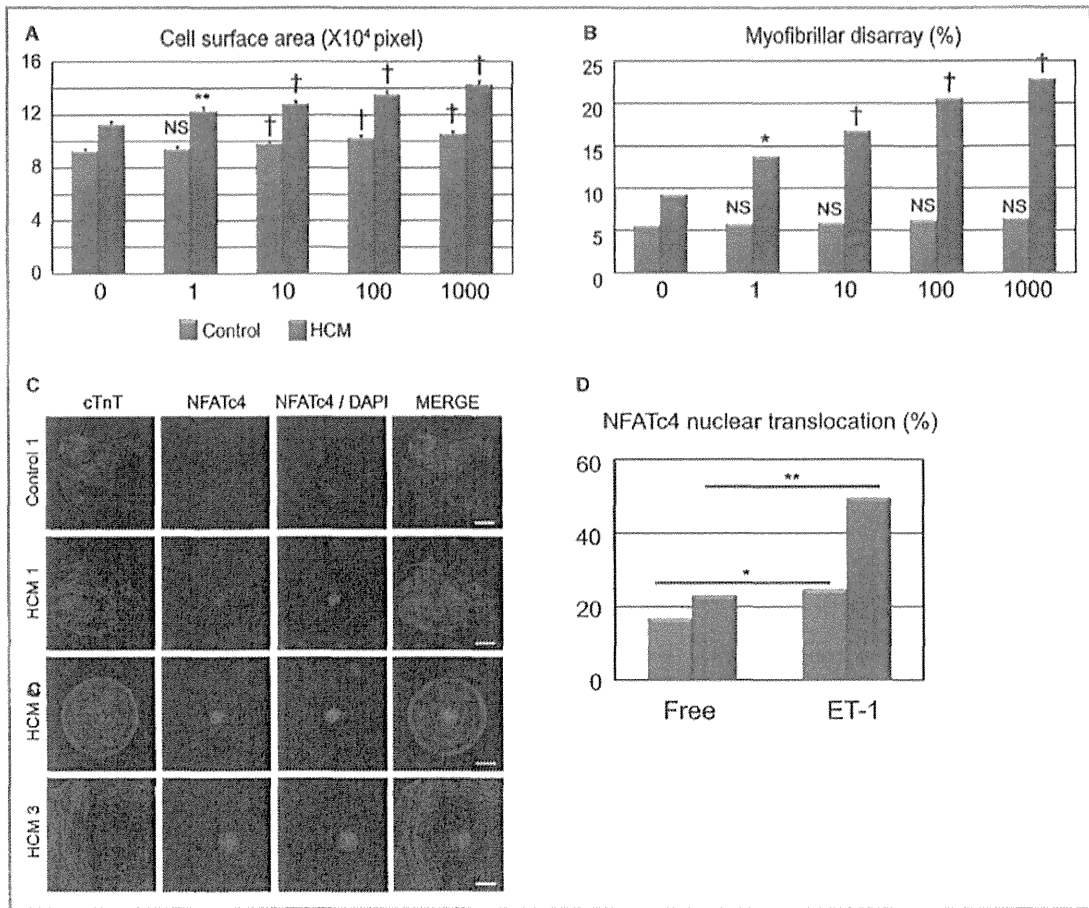 A
Cell surface area (X10⁴ pixel)
16
12
8
4
0
NS
**
†
†
†
†
†
†
0 1 10 100 1000
Control HCM
B
Myofibrillar disarray (%)
25
20
15
10
5
0
NS
*
NS
†
NS
†
NS
†
0 1 10 100 1000
C
cTnT NFATc4 NFATc4 / DAPI MERGE
Control 1
HCM 1
HCM
HCM 3
D
NFATc4 nuclear translocation (%)
60
40
20
0
*
**
Free ET-1